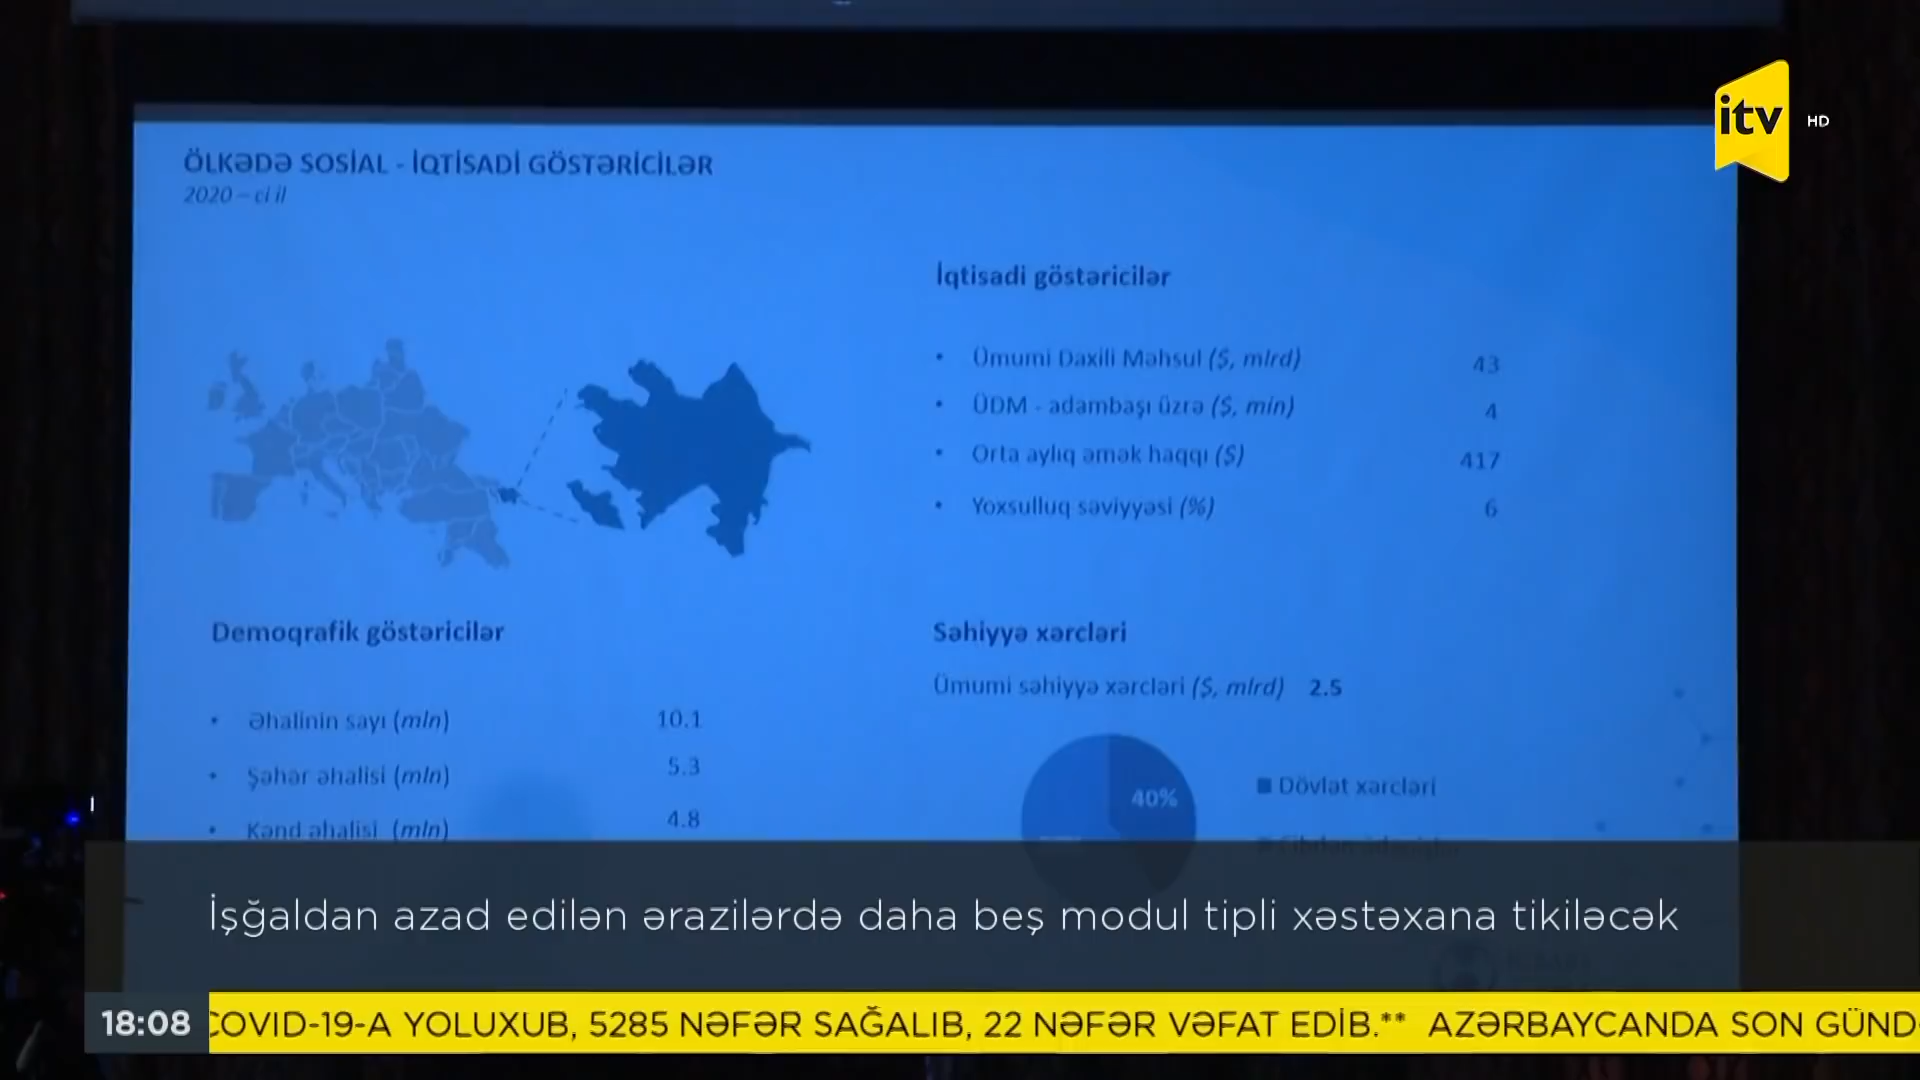 itv HD
ÖLKƏDƏ SOSİAL - İQTİSADİ GÖSTƏRİCİLƏR
2020 – ci il
İqtisadi göstəricilər
• Ümumi Daxili Məhsul ($, mlrd) 43
• ÜDM - adambaşı üzrə ($, min) 4
• Orta aylıq əmək haqqı ($) 417
• Yoxsulluq səviyyəsi (%) 6
Demoqrafik göstəricilər
• Əhalinin sayı (mln) 10.1
• Şəhər əhalisi (mln) 5.3
• Kənd əhalisi (mln) 4.8
Səhiyyə xərcləri
Ümumi səhiyyə xərcləri ($, mlrd) 2.5
40%
Dövlət xərcləri
İşğaldan azad edilən ərazilərdə daha beş modul tipli xəstəxana tikiləcək
18:08 COVID-19-A YOLUXUB, 5285 NƏFƏR SAĞALIB, 22 NƏFƏR VƏFAT EDİB.** AZƏRBAYCANDA SON GÜND